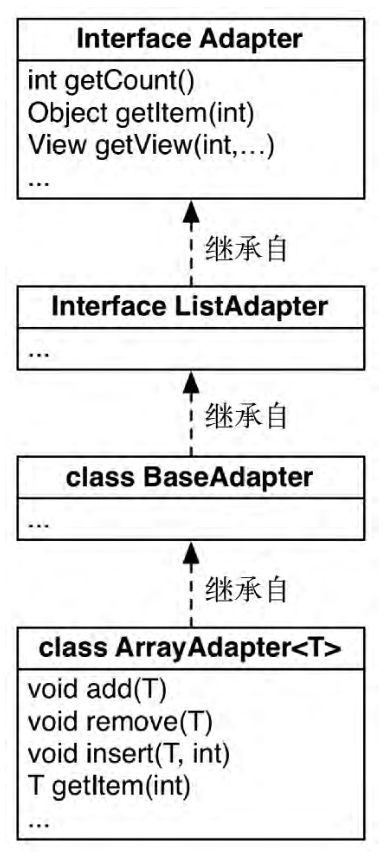 Interface Adapter
int getCount()
Object getItem(int)
View getView(int,...)
...
继承自
Interface ListAdapter
...
继承自
class BaseAdapter
...
继承自
class ArrayAdapter<T>
void add(T)
void remove(T)
void insert(T, int)
T getItem(int)
...